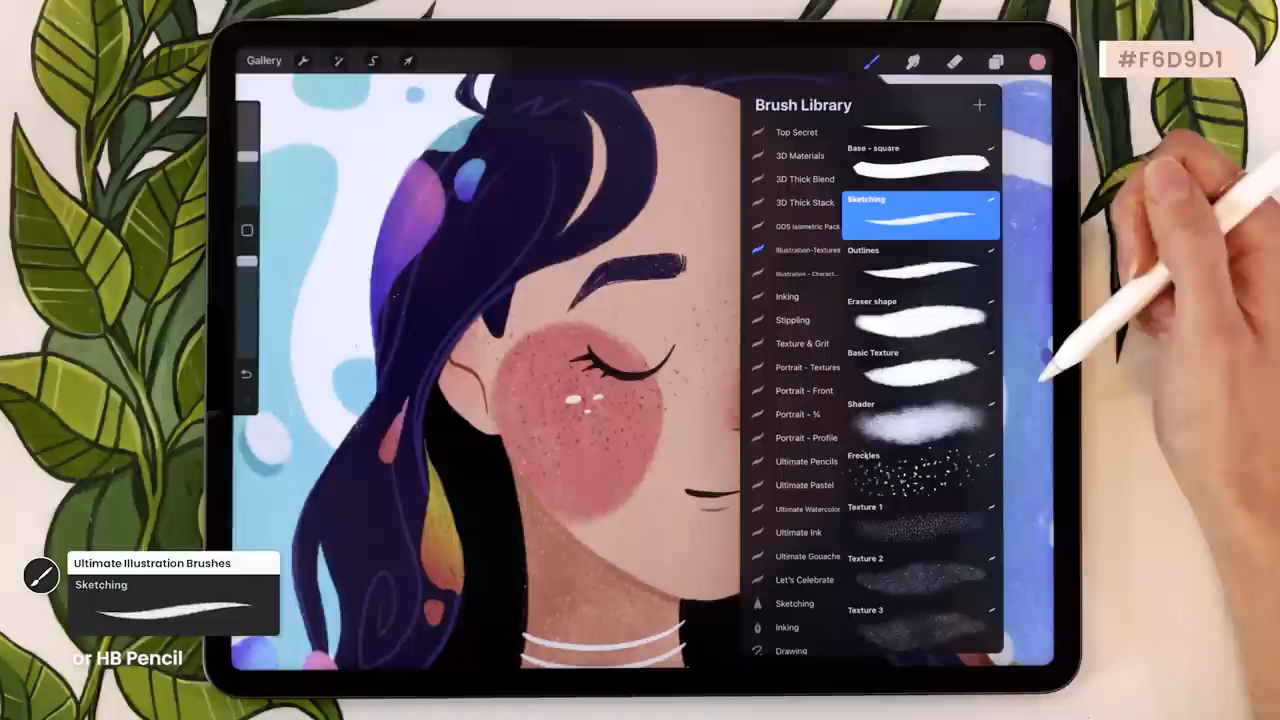 #F6D9D1
Gallery
Brush Library
Top Secret
3D Materials
3D Thick Blend
3D Thick Stack
GDS Isometric Pack
Illustration-Textures
Illustration - Charact...
Inking
Stippling
Texture & Grit
Portrait - Textures
Portrait - Front
Portrait - ¾
Portrait - Profile
Ultimate Pencils
Ultimate Pastel
Ultimate Watercolor
Ultimate Ink
Ultimate Gouache
Let's Celebrate
Sketching
Inking
Drawing
Base - square
Sketching
Outlines
Eraser shape
Basic Texture
Shader
Freckles
Texture 1
Texture 2
Texture 3
Ultimate Illustration Brushes
Sketching
or HB Pencil